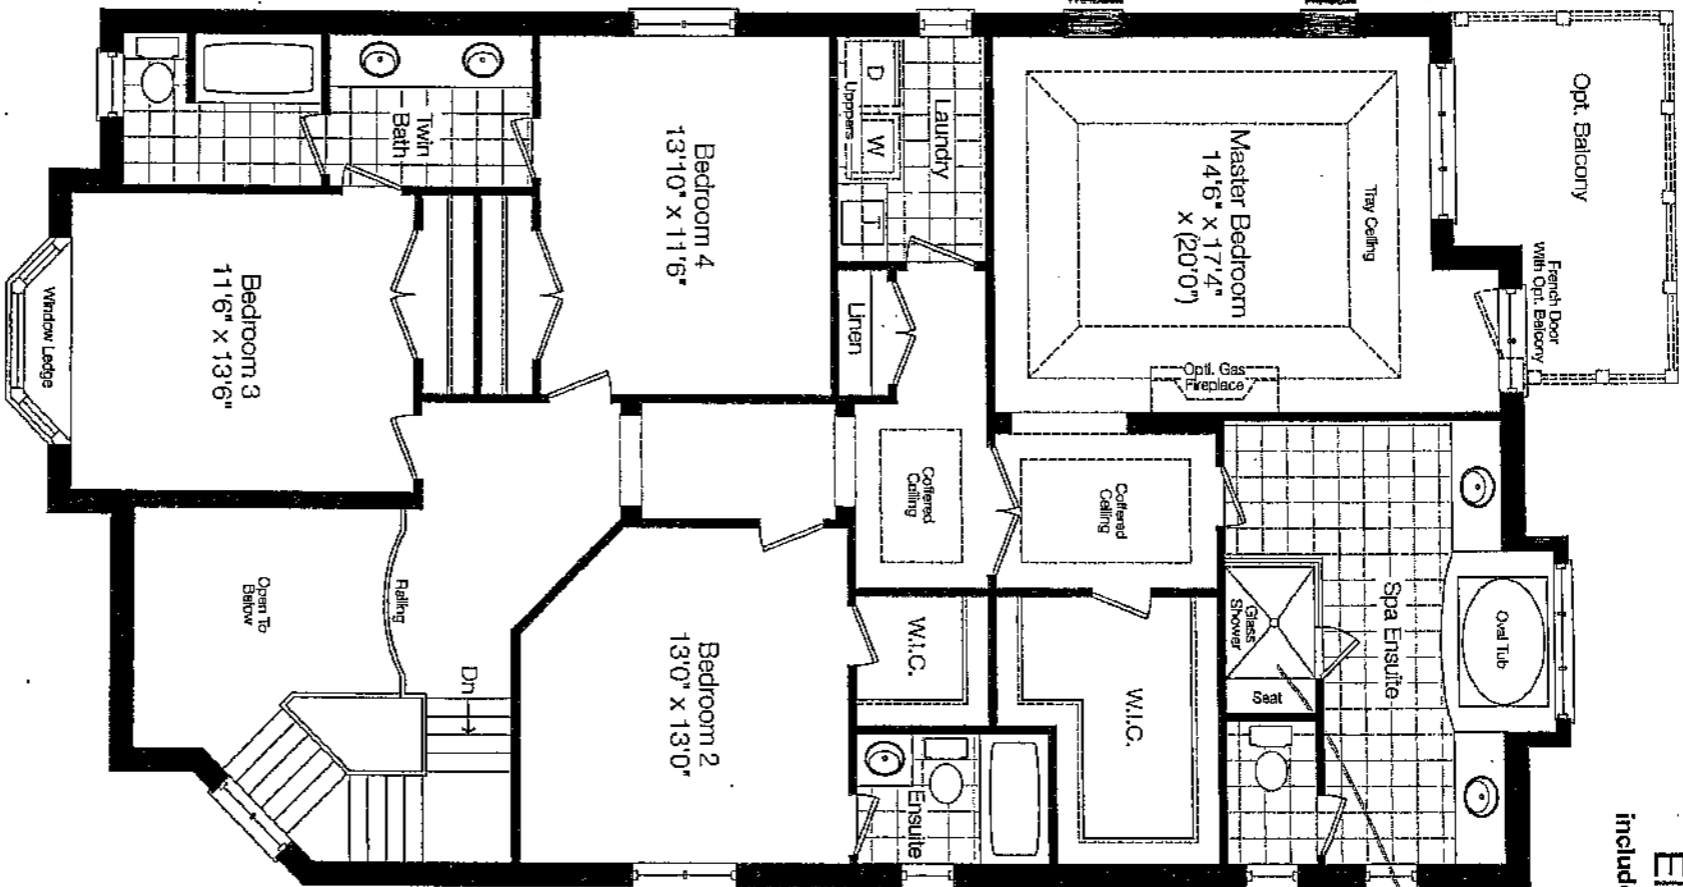 Opt. Balcony
French Door
With Opt. Balcony
Tray Ceiling
Master Bedroom
14'6" x 17'4"
x (20'0")
Optl. Gas
Fireplace
Laundry
D
W
Uppers
T
Linen
Bedroom 4
13'10" x 11'6"
Twin
Bath
Bedroom 3
11'6" x 13'6"
Window Ledge
Coffered
Ceiling
Coffered
Ceiling
Spa Ensuite
Oval Tub
Glass
Shower
Seat
W.I.C.
W.I.C.
Ensuite
Bedroom 2
13'0" x 13'0"
Dn
Railing
Open To
Below
E
includ